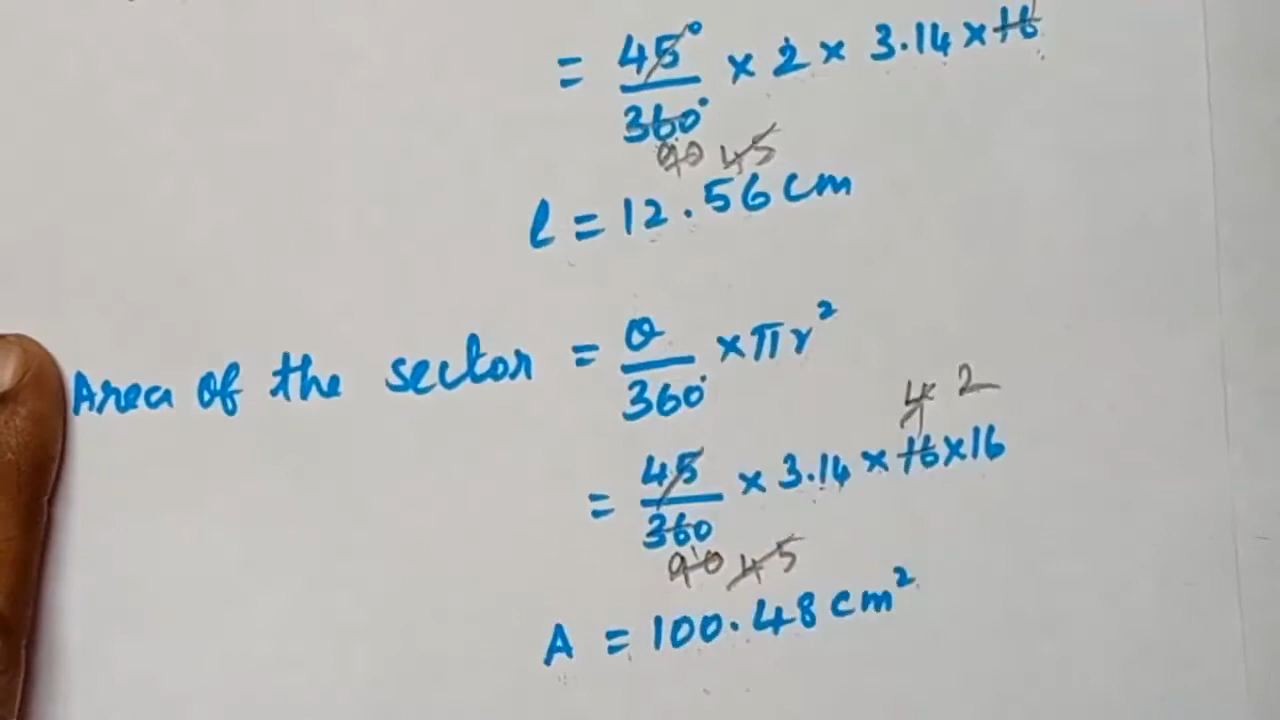 = 45°/360° × 2 × 3.14 × 16
90 45
l = 12.56 cm
Area of the sector = θ/360° × πr²
4 2
= 45/360 × 3.14 × 16 × 16
90 45
A = 100.48 cm²